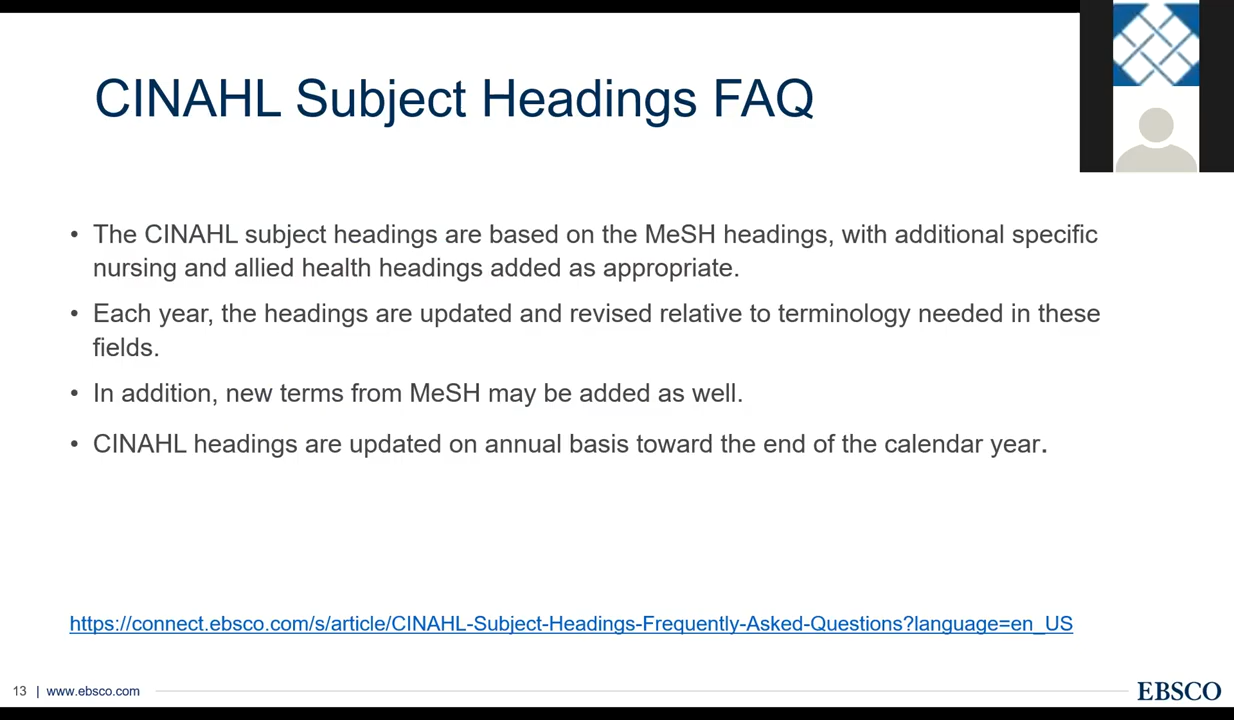 CINAHL Subject Headings FAQ
• The CINAHL subject headings are based on the MeSH headings, with additional specific
nursing and allied health headings added as appropriate.
• Each year, the headings are updated and revised relative to terminology needed in these
fields.
• In addition, new terms from MeSH may be added as well.
• CINAHL headings are updated on annual basis toward the end of the calendar year.
https://connect.ebsco.com/s/article/CINAHL-Subject-Headings-Frequently-Asked-Questions?language=en_US
13 | www.ebsco.com
EBSCO